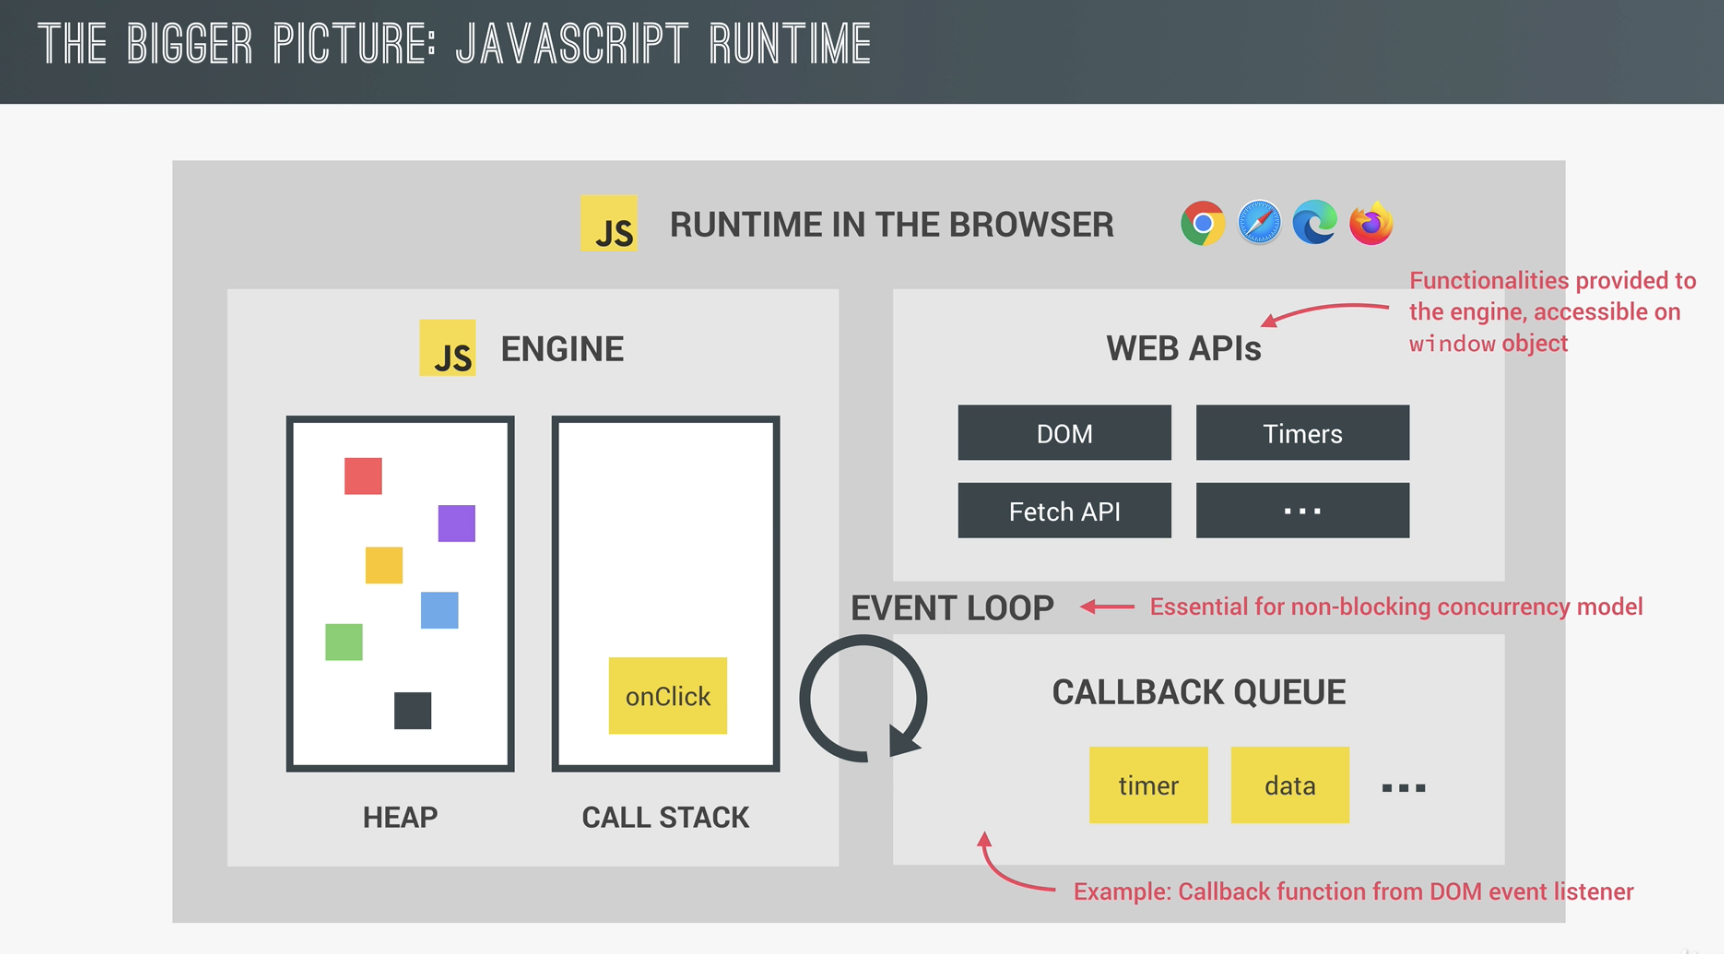 THE BIGGER PICTURE: JAVASCRIPT RUNTIME
JS RUNTIME IN THE BROWSER
Functionalities provided to
the engine, accessible on
window object
JS ENGINE
WEB APIs
DOM
Timers
Fetch API
...
EVENT LOOP
Essential for non-blocking concurrency model
onClick
CALLBACK QUEUE
timer
data
...
HEAP
CALL STACK
Example: Callback function from DOM event listener